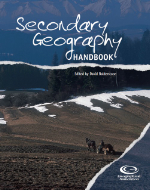 Secondary
Geography
HANDBOOK
Edited by David Balderstone